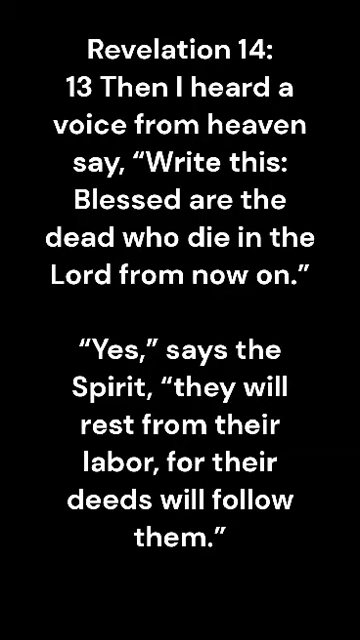 Revelation 14:
13 Then I heard a
voice from heaven
say, “Write this:
Blessed are the
dead who die in the
Lord from now on.”
“Yes,” says the
Spirit, “they will
rest from their
labor, for their
deeds will follow
them.”